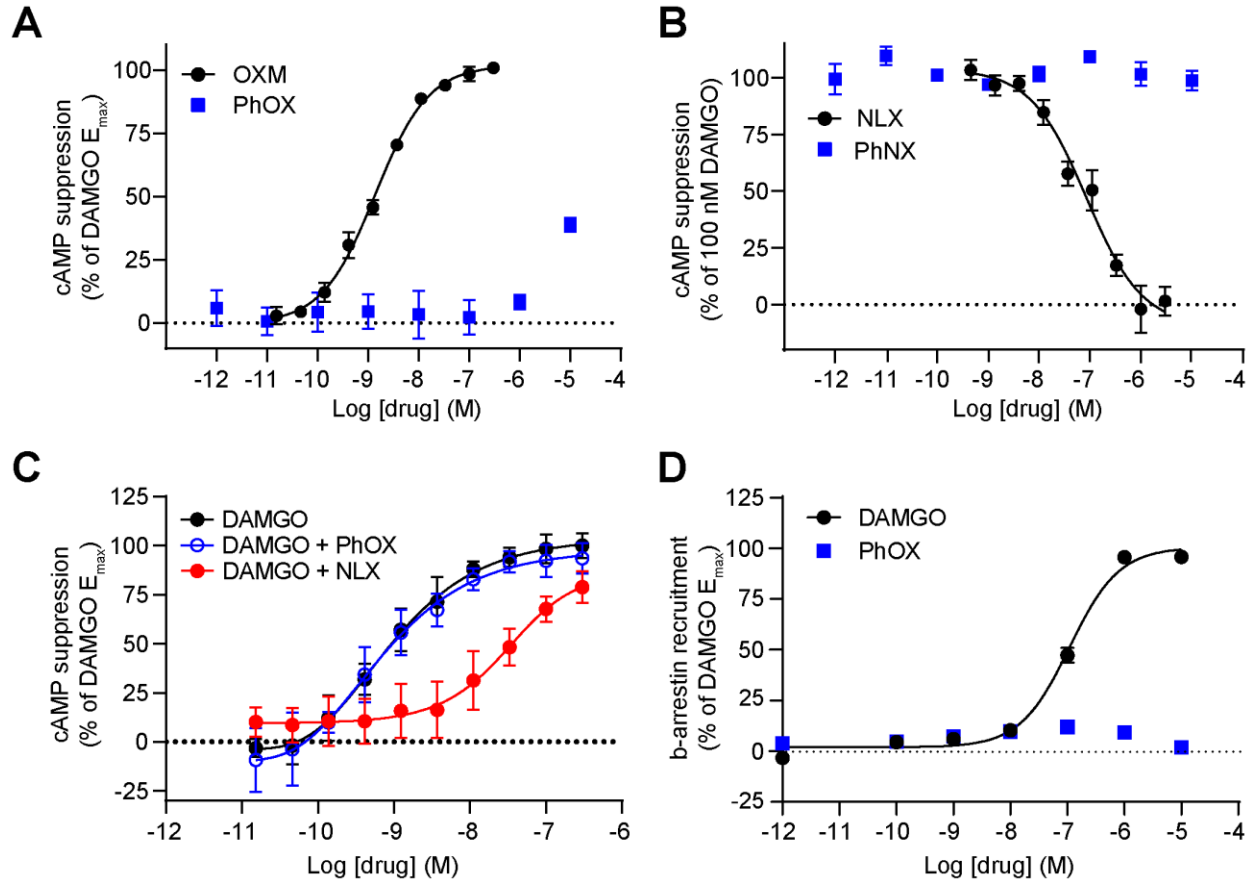 A
cAMP suppression
(% of DAMGO Emax)
100
75
50
25
0
OXM
PhOX
-12 -11 -10 -9 -8 -7 -6 -5 -4
Log [drug] (M)
B
cAMP suppression
(% of 100 nM DAMGO)
100
75
50
25
0
NLX
PhNX
-12 -11 -10 -9 -8 -7 -6 -5 -4
Log [drug] (M)
C
cAMP suppression
(% of DAMGO Emax)
125
100
75
50
25
0
-25
DAMGO
DAMGO + PhOX
DAMGO + NLX
-12 -11 -10 -9 -8 -7 -6
Log [drug] (M)
D
b-arrestin recruitment
(% of DAMGO Emax)
125
100
75
50
25
0
-25
DAMGO
PhOX
-12 -11 -10 -9 -8 -7 -6 -5 -4
Log [drug] (M)